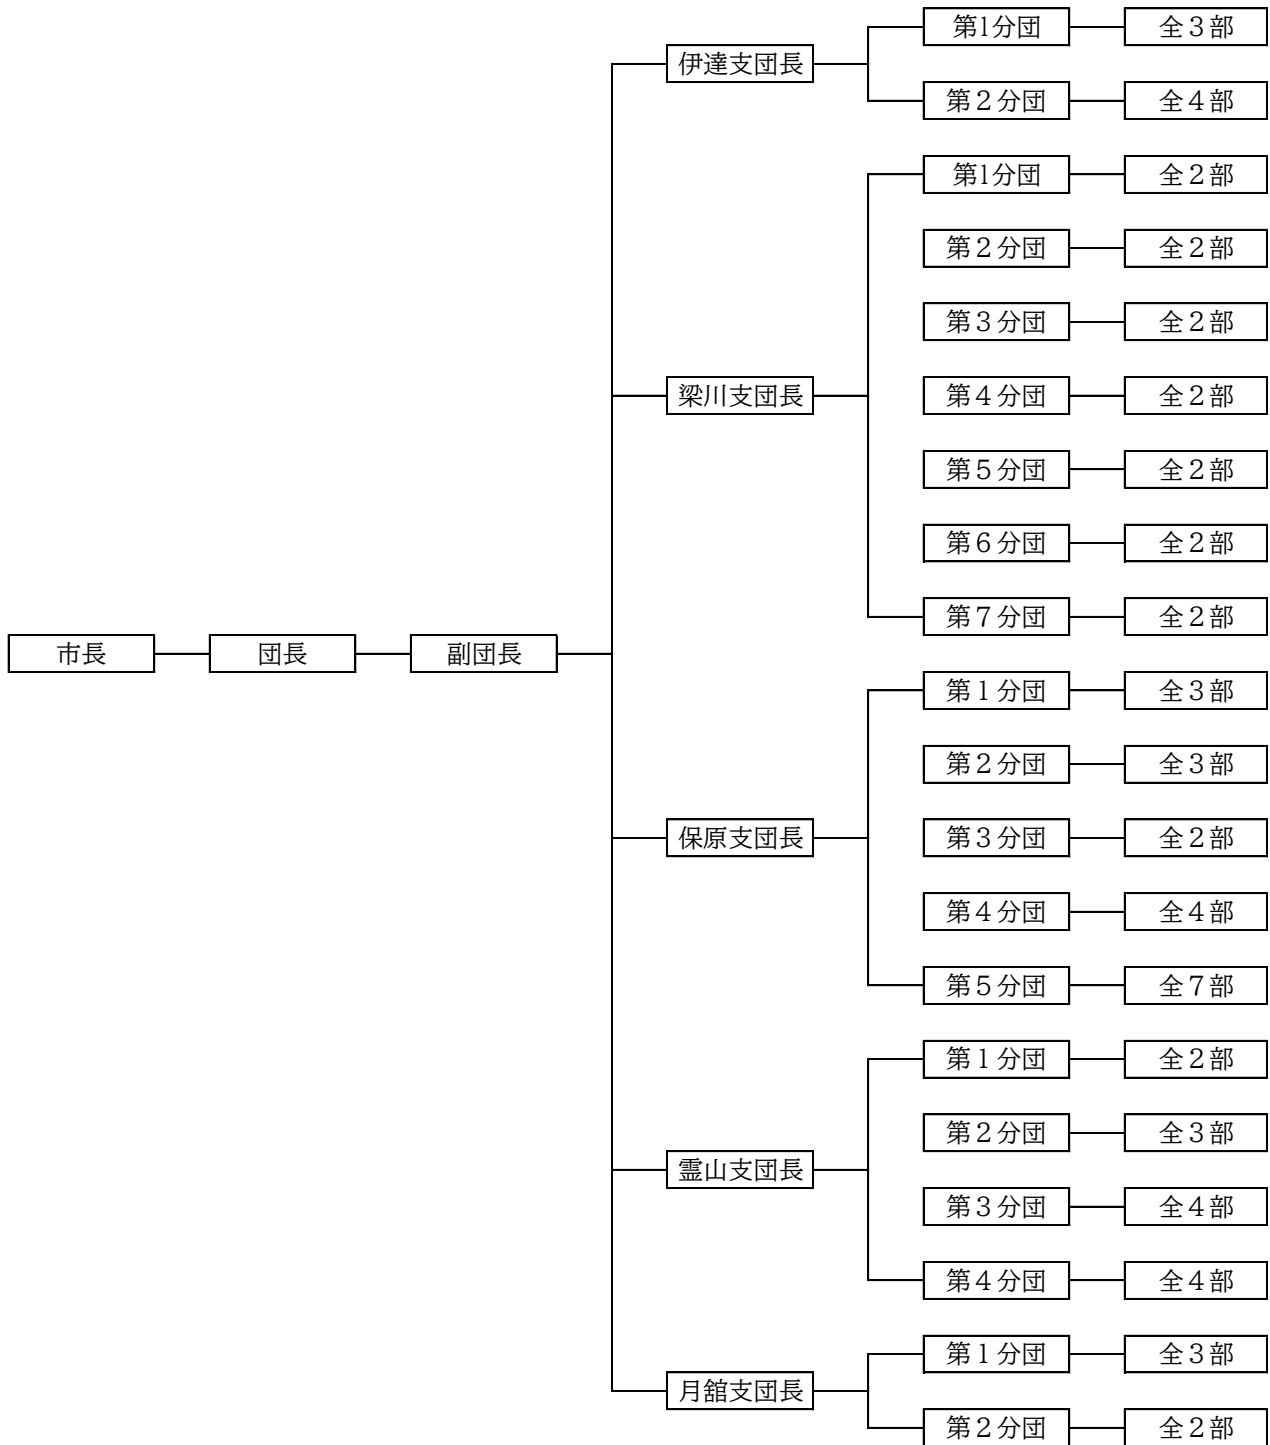 第1分団 全３部
伊達支団長
第２分団 全４部
第1分団 全２部
第２分団 全２部
第３分団 全２部
梁川支団長 第４分団 全２部
第５分団 全２部
第６分団 全２部
第７分団 全２部
市長 団長 副団長
第１分団 全３部
第２分団 全３部
保原支団長 第３分団 全２部
第４分団 全４部
第５分団 全７部
第１分団 全２部
第２分団 全３部
霊山支団長
第３分団 全４部
第４分団 全４部
第１分団 全３部
月舘支団長
第２分団 全２部